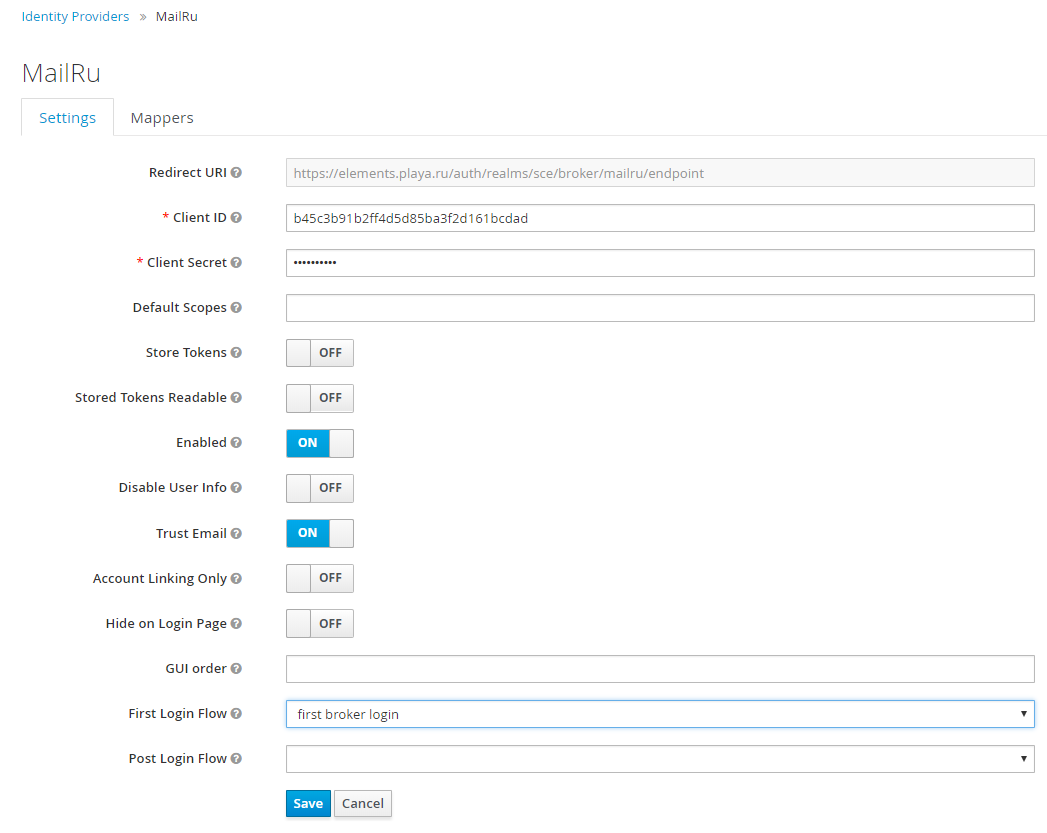 Identity Providers » MailRu
MailRu
Settings Mappers
Redirect URI ? https://elements.playa.ru/auth/realms/sce/broker/mailru/endpoint
* Client ID ? b45c3b91b2ff4d5d85ba3f2d161bcdad
* Client Secret ? ••••••••••
Default Scopes ?
Store Tokens ? OFF
Stored Tokens Readable ? OFF
Enabled ? ON
Disable User Info ? OFF
Trust Email ? ON
Account Linking Only ? OFF
Hide on Login Page ? OFF
GUI order ?
First Login Flow ? first broker login
Post Login Flow ?
Save Cancel